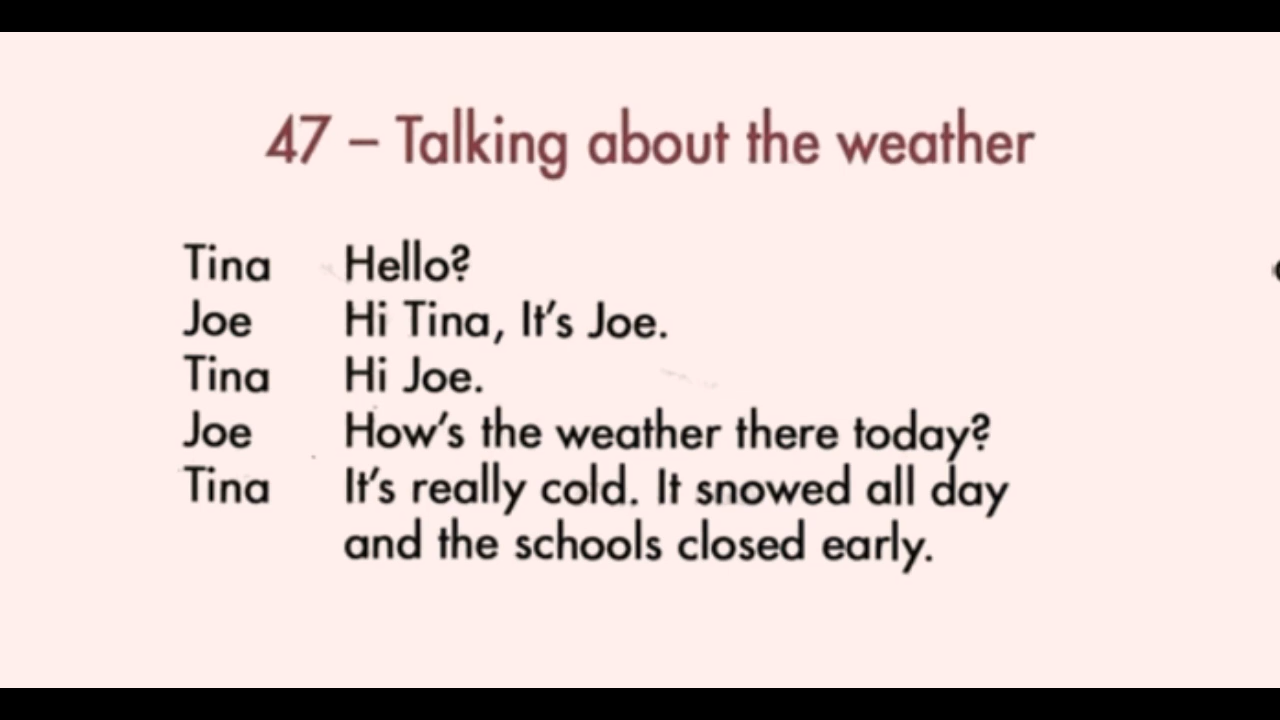 47 – Talking about the weather
Tina Hello?
Joe Hi Tina, It's Joe.
Tina Hi Joe.
Joe How's the weather there today?
Tina It's really cold. It snowed all day
and the schools closed early.